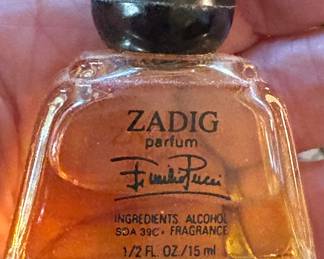 ZADIG
parfum
Emilio Pucci
INGREDIENTS ALCOHOL
SDA 39C • FRAGRANCE
1/2 FL. OZ./15 ml